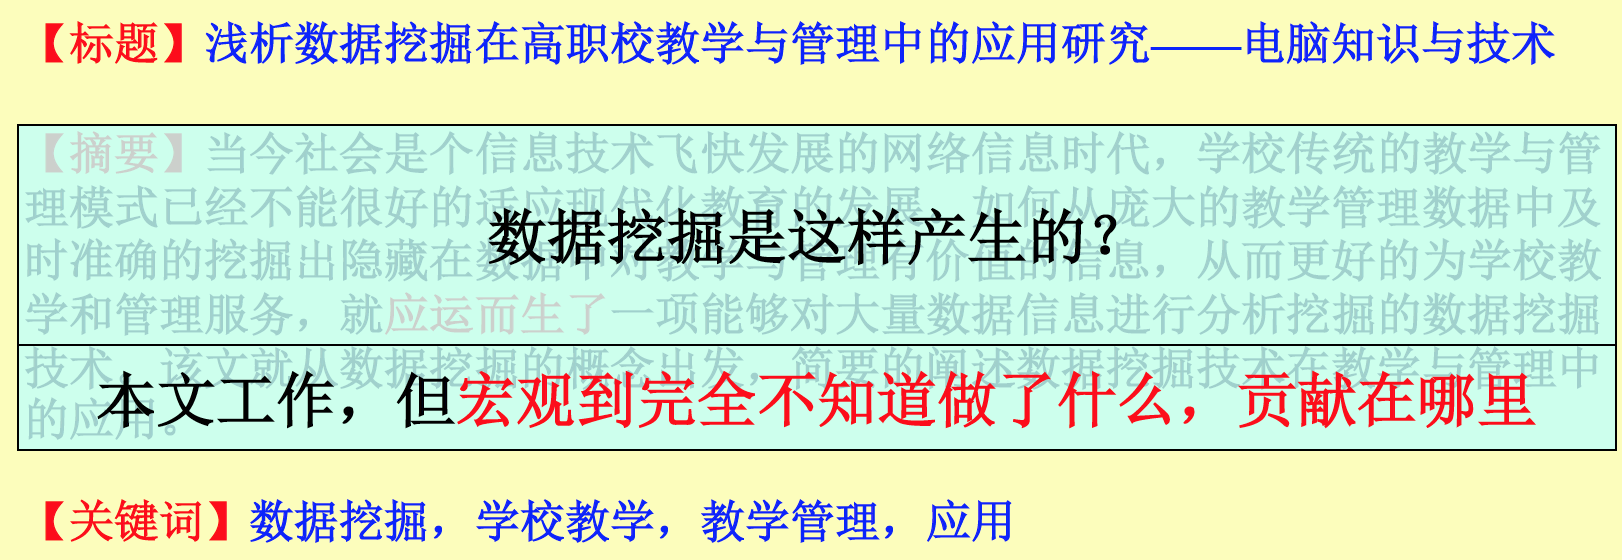 【标题】浅析数据挖掘在高职校教学与管理中的应用研究——电脑知识与技术
【摘要】当今社会是个信息技术飞快发展的网络信息时代，学校传统的教学与管
理模式已经不能很好的适应现代化教育的发展，如何从庞大的教学管理数据中及
数据挖掘是这样产生的？
时准确的挖掘出隐藏在数据中对教学与管理有价值的信息，从而更好的为学校教
学和管理服务，就应运而生了一项能够对大量数据信息进行分析挖掘的数据挖掘
技术。该文就从数据挖掘的概念出发，简要的阐述数据挖掘技术在教学与管理中
本文工作，但宏观到完全不知道做了什么，贡献在哪里
的应用。
【关键词】数据挖掘，学校教学，教学管理，应用